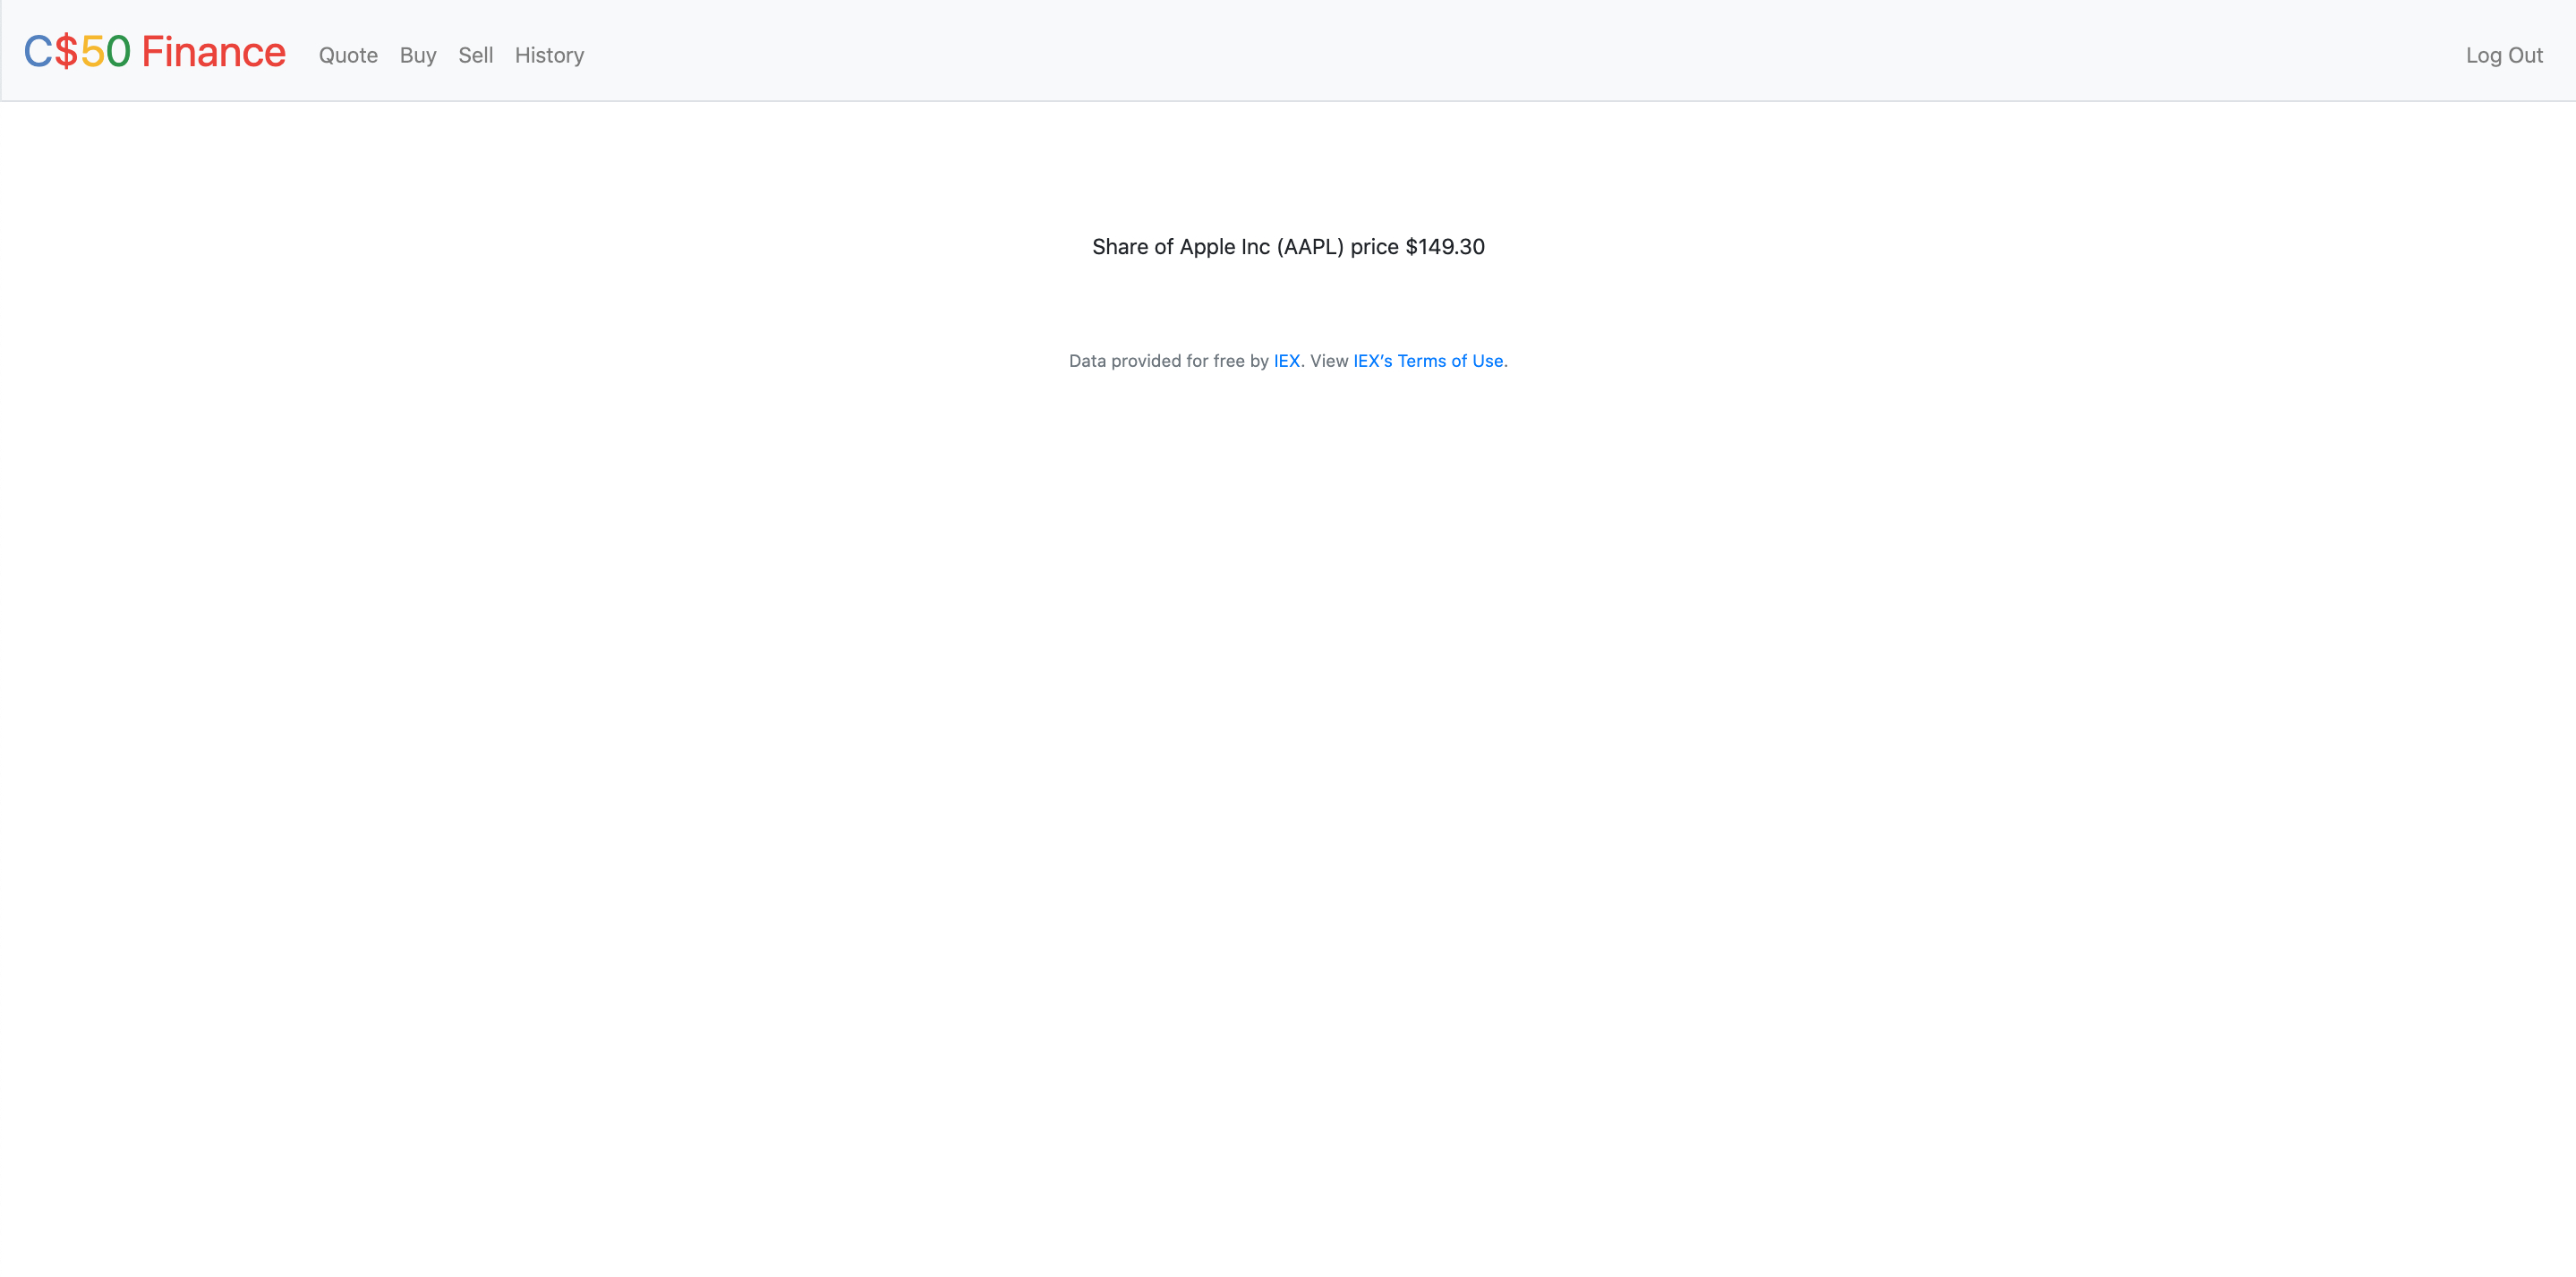 C$50 Finance Quote Buy Sell History Log Out
Share of Apple Inc (AAPL) price $149.30
Data provided for free by IEX. View IEX’s Terms of Use.